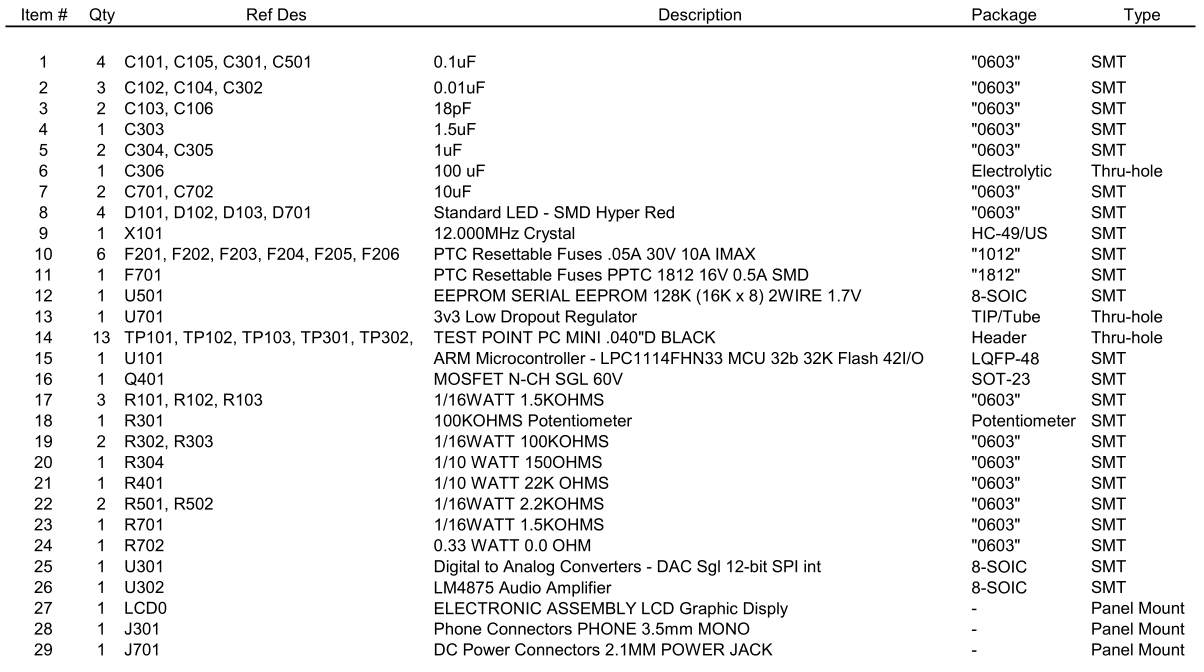 Item # Qty Ref Des Description Package Type
1 4 C101, C105, C301, C501 0.1uF "0603" SMT
2 3 C102, C104, C302 0.01uF "0603" SMT
3 2 C103, C106 18pF "0603" SMT
4 1 C303 1.5uF "0603" SMT
5 2 C304, C305 1uF "0603" SMT
6 1 C306 100 uF Electrolytic Thru-hole
7 2 C701, C702 10uF "0603" SMT
8 4 D101, D102, D103, D701 Standard LED - SMD Hyper Red "0603" SMT
9 1 X101 12.000MHz Crystal HC-49/US SMT
10 6 F201, F202, F203, F204, F205, F206 PTC Resettable Fuses .05A 30V 10A IMAX "1012" SMT
11 1 F701 PTC Resettable Fuses PPTC 1812 16V 0.5A SMD "1812" SMT
12 1 U501 EEPROM SERIAL EEPROM 128K (16K x 8) 2WIRE 1.7V 8-SOIC SMT
13 1 U701 3v3 Low Dropout Regulator TIP/Tube Thru-hole
14 13 TP101, TP102, TP103, TP301, TP302, TEST POINT PC MINI .040"D BLACK Header Thru-hole
15 1 U101 ARM Microcontroller - LPC1114FHN33 MCU 32b 32K Flash 42I/O LQFP-48 SMT
16 1 Q401 MOSFET N-CH SGL 60V SOT-23 SMT
17 3 R101, R102, R103 1/16WATT 1.5KOHMS "0603" SMT
18 1 R301 100KOHMS Potentiometer Potentiometer SMT
19 2 R302, R303 1/16WATT 100KOHMS "0603" SMT
20 1 R304 1/10 WATT 150OHMS "0603" SMT
21 1 R401 1/10 WATT 22K OHMS "0603" SMT
22 2 R501, R502 1/16WATT 2.2KOHMS "0603" SMT
23 1 R701 1/16WATT 1.5KOHMS "0603" SMT
24 1 R702 0.33 WATT 0.0 OHM "0603" SMT
25 1 U301 Digital to Analog Converters - DAC Sgl 12-bit SPI int 8-SOIC SMT
26 1 U302 LM4875 Audio Amplifier 8-SOIC SMT
27 1 LCD0 ELECTRONIC ASSEMBLY LCD Graphic Disply - Panel Mount
28 1 J301 Phone Connectors PHONE 3.5mm MONO - Panel Mount
29 1 J701 DC Power Connectors 2.1MM POWER JACK - Panel Mount